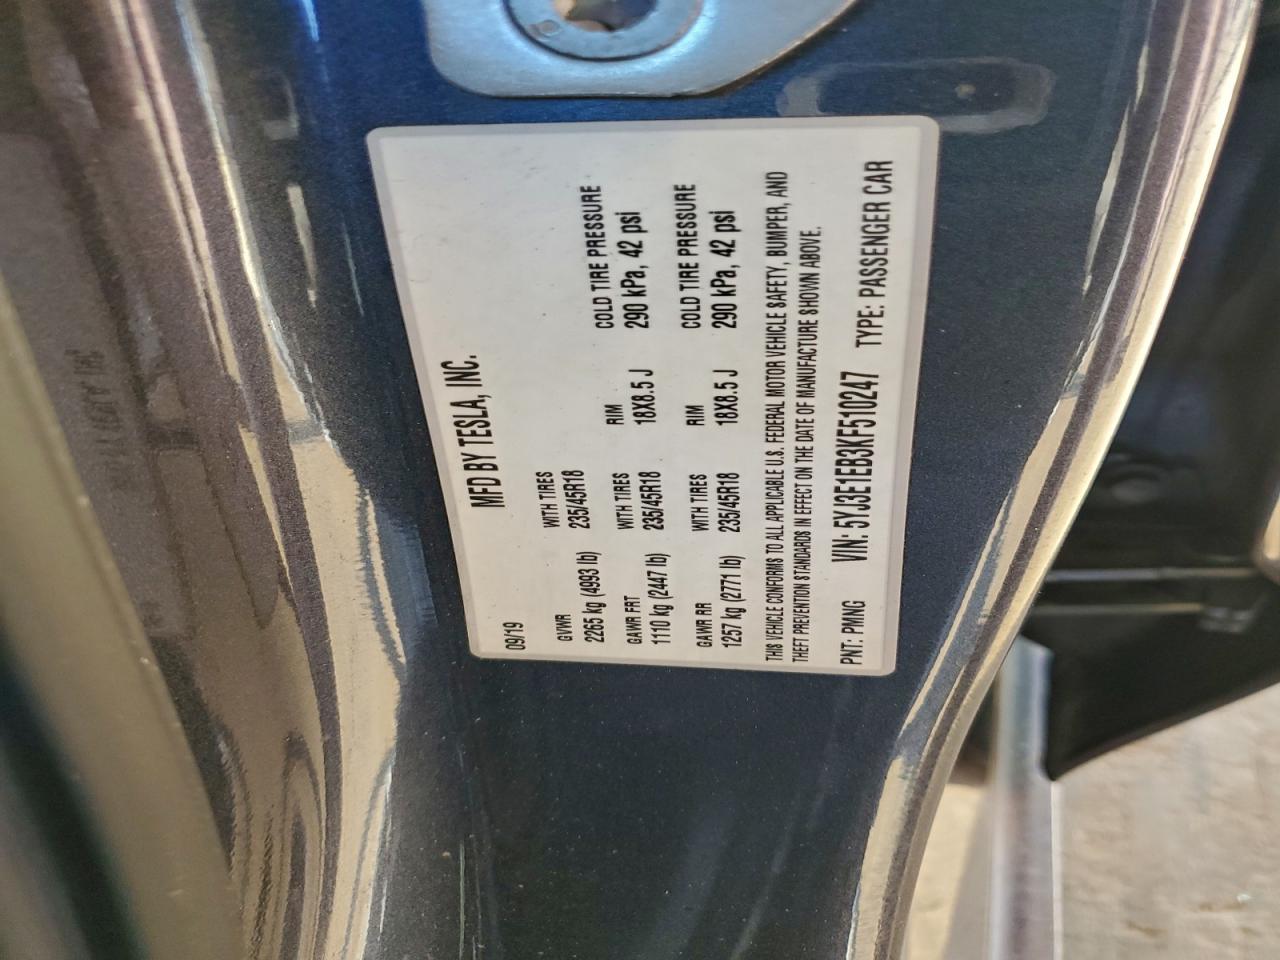 MFD BY TESLA, INC.
09/19
GVWR WITH TIRES
2265 kg (4993 lb) 235/45R18
GAWR FRT WITH TIRES RIM COLD TIRE PRESSURE
1110 kg (2447 lb) 235/45R18 18X8.5 J 290 kPa, 42 psi
GAWR RR WITH TIRES RIM COLD TIRE PRESSURE
1257 kg (2771 lb) 235/45R18 18X8.5 J 290 kPa, 42 psi
THIS VEHICLE CONFORMS TO ALL APPLICABLE U.S. FEDERAL MOTOR VEHICLE SAFETY, BUMPER, AND
THEFT PREVENTION STANDARDS IN EFFECT ON THE DATE OF MANUFACTURE SHOWN ABOVE.
PNT: PMNG VIN: 5YJ3E1EB3KF510247 TYPE: PASSENGER CAR